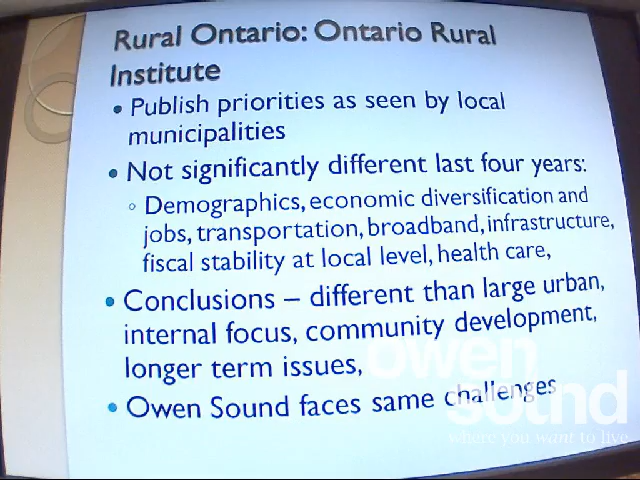 Rural Ontario: Ontario Rural
Institute
• Publish priorities as seen by local
municipalities
• Not significantly different last four years:
◦ Demographics, economic diversification and
jobs, transportation, broadband, infrastructure,
fiscal stability at local level, health care,
• Conclusions – different than large urban,
internal focus, community development,
longer term issues,
• Owen Sound faces same challenges
owen
sound
where you want to live